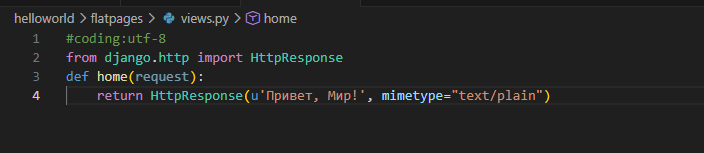 helloworld > flatpages > views.py > home
1 #coding:utf-8
2 from django.http import HttpResponse
3 def home(request):
4     return HttpResponse(u'Привет, Мир!', mimetype="text/plain")